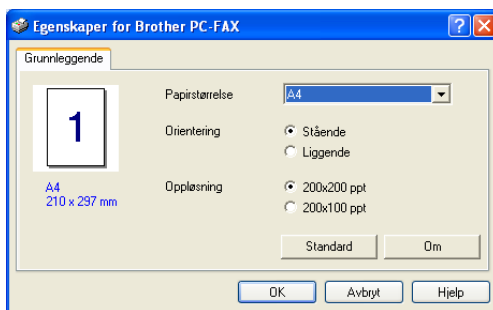 Egenskaper for Brother PC-FAX
Grunnleggende
1
A4
210 x 297 mm
Papirstørrelse
A4
Orientering
Stående
Liggende
Oppløsning
200x200 ppt
200x100 ppt
Standard
Om
OK
Avbryt
Hjelp